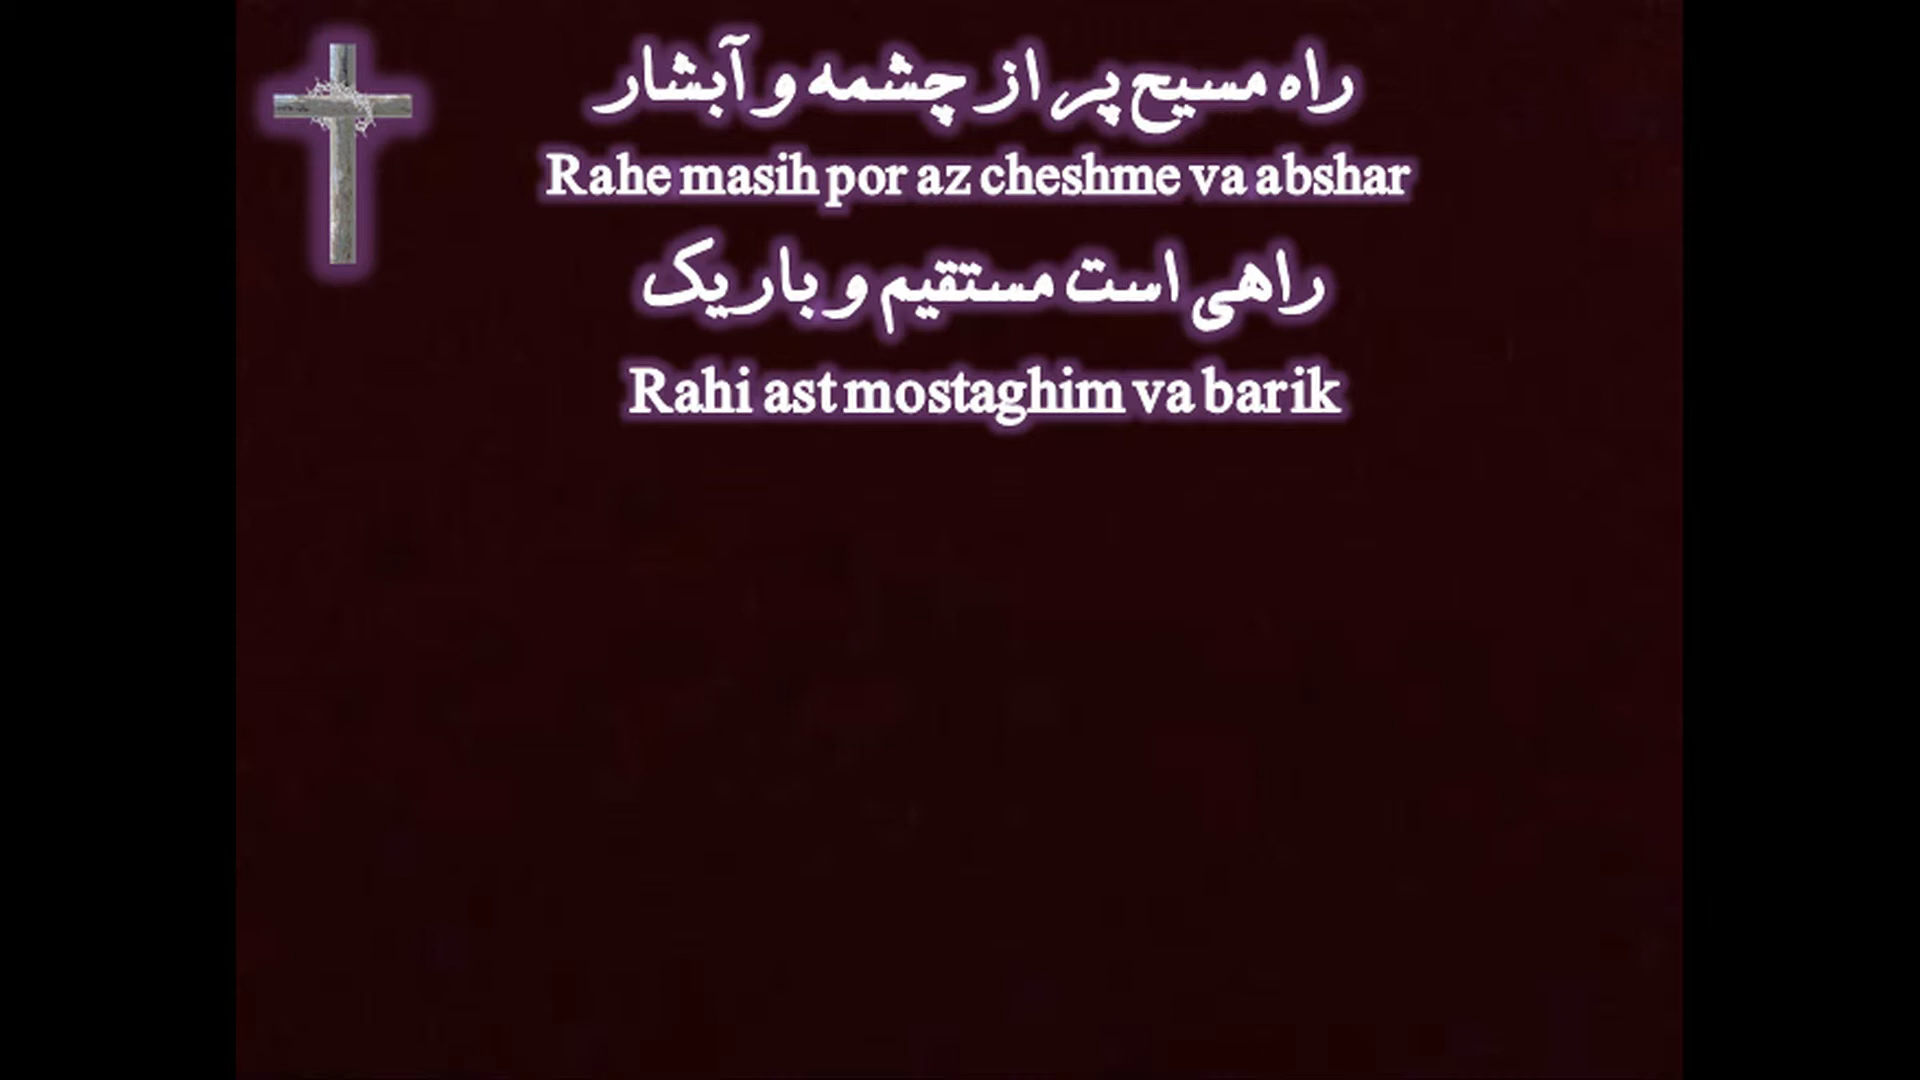 راه مسیح پر از چشمه و آبشار
Rahe masih por az cheshme va abshar
راهی است مستقیم و باریک
Rahi ast mostaghim va barik